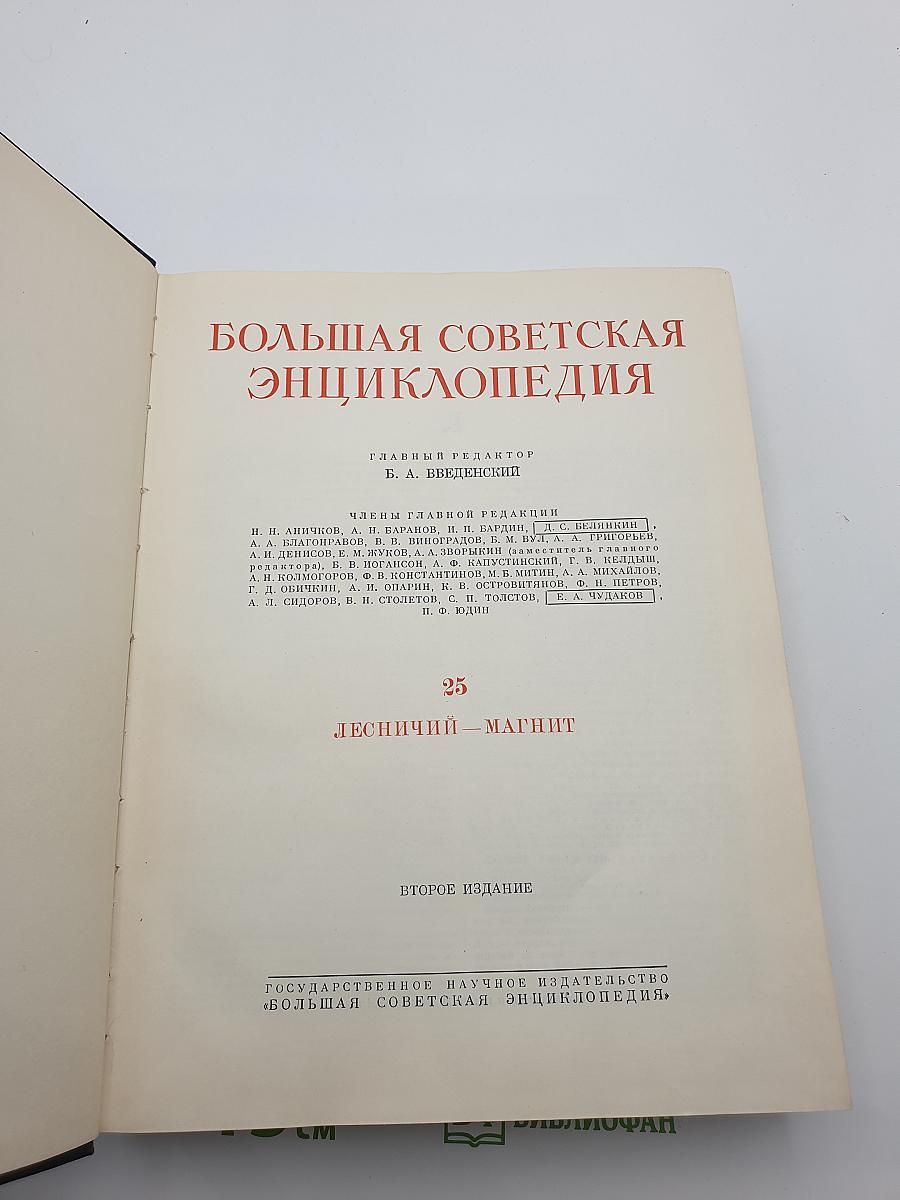 БОЛЬШАЯ СОВЕТСКАЯ
ЭНЦИКЛОПЕДИЯ
ГЛАВНЫЙ РЕДАКТОР
Б. А. ВВЕДЕНСКИЙ
ЧЛЕНЫ ГЛАВНОЙ РЕДАКЦИИ
Н. Н. АНИЧКОВ, А. Н. БАРАНОВ, И. П. БАРДИН, Д. С. БЕЛЯНКИН ,
А. А. БЛАГОНРАВОВ, В. В. ВИНОГРАДОВ, Б. М. ВУЛ, А. А. ГРИГОРЬЕВ,
А. И. ДЕНИСОВ, Е. М. ЖУКОВ, А. А. ЗВОРЫКИН (заместитель главного
редактора), Б. В. ИОГАНСОН, А. Ф. КАПУСТИНСКИЙ, Г. В. КЕЛДЫШ,
А. Н. КОЛМОГОРОВ, Ф. В. КОНСТАНТИНОВ, М. Б. МИТИН, А. А. МИХАЙЛОВ,
Г. Д. ОБИЧКИН, А. И. ОПАРИН, К. В. ОСТРОВИТЯНОВ, Ф. Н. ПЕТРОВ,
А. Л. СИДОРОВ, В. Н. СТОЛЕТОВ, С. П. ТОЛСТОВ, Е. А. ЧУДАКОВ ,
П. Ф. ЮДИН
25
ЛЕСНИЧИЙ — МАГНИТ
ВТОРОЕ ИЗДАНИЕ
ГОСУДАРСТВЕННОЕ НАУЧНОЕ ИЗДАТЕЛЬСТВО
«БОЛЬШАЯ СОВЕТСКАЯ ЭНЦИКЛОПЕДИЯ»
см
БИБЛИОФАН